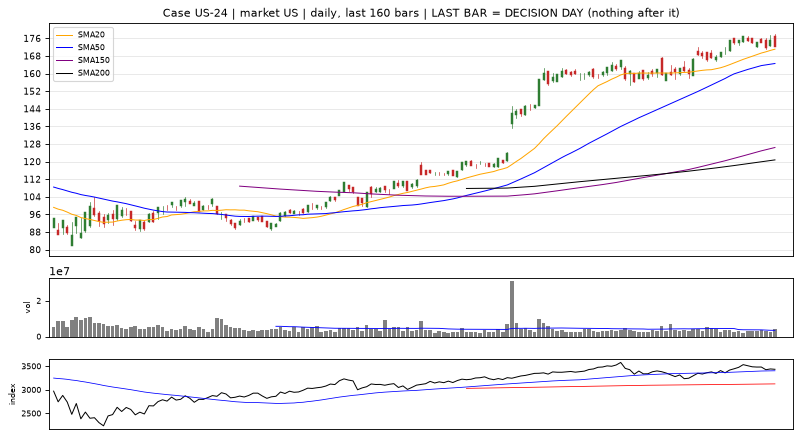 Case US-24 | market US | daily, last 160 bars | LAST BAR = DECISION DAY (nothing after it)
SMA20
SMA50
SMA150
SMA200
176
168
160
152
144
136
128
120
112
104
96
88
80
1e7
vol
2
0
index
3500
3000
2500